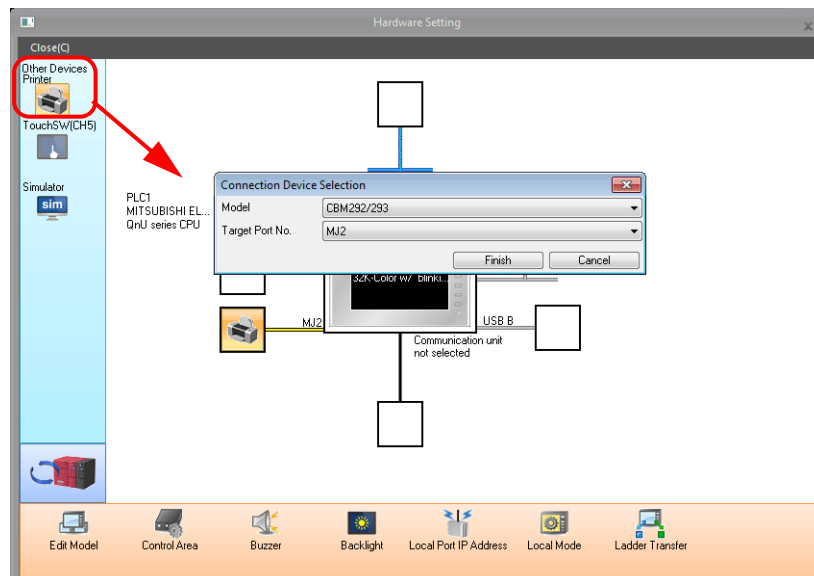 Hardware Setting
Close(C)
Other Devices
Printer
TouchSW(CH5)
Simulator
sim
PLC1
MITSUBISHI EL...
QnU series CPU
Connection Device Selection
Model
CBM292/293
Target Port No.
MJ2
Finish
Cancel
32K-Color w/ blinki...
MJ2
USB B
Communication unit
not selected
Edit Model
Control Area
Buzzer
Backlight
Local Port IP Address
Local Mode
Ladder Transfer